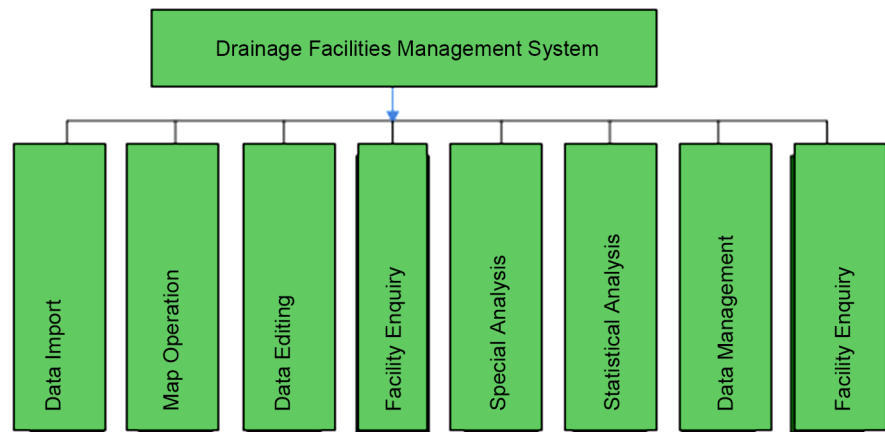 Drainage Facilities Management System
Data Import
Map Operation
Data Editing
Facility Enquiry
Special Analysis
Statistical Analysis
Data Management
Facility Enquiry